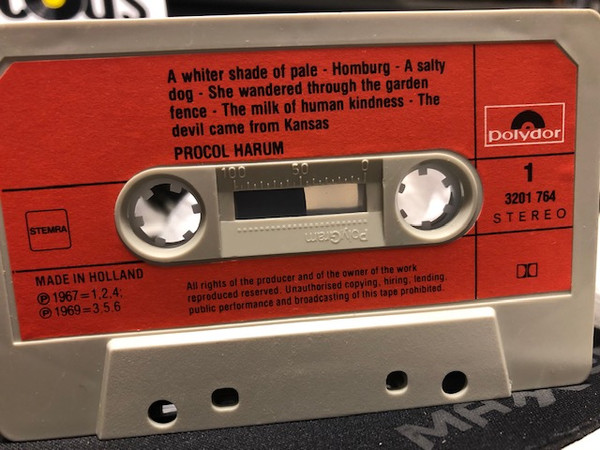 A whiter shade of pale - Homburg - A salty
dog - She wandered through the garden
fence - The milk of human kindness - The
devil came from Kansas
PROCOL HARUM
polydor
1
3201 764
STEREO
100 50 0
PolyGram
STEMRA
MADE IN HOLLAND
℗ 1967=1,2,4;
℗ 1969=3,5,6
All rights of the producer and of the owner of the work
reproduced reserved. Unauthorised copying, hiring, lending,
public performance and broadcasting of this tape prohibited.